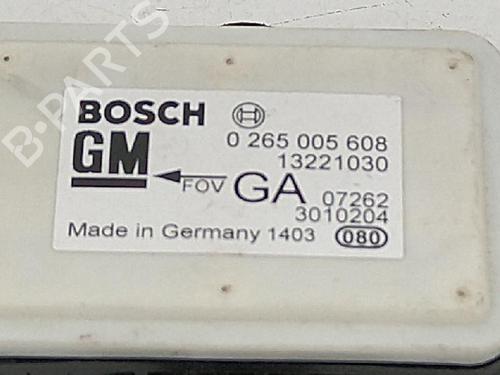 B-PARTS
BOSCH 0 265 005 608
GM 13221030
FOV GA 07262
3010204
Made in Germany 1403 080